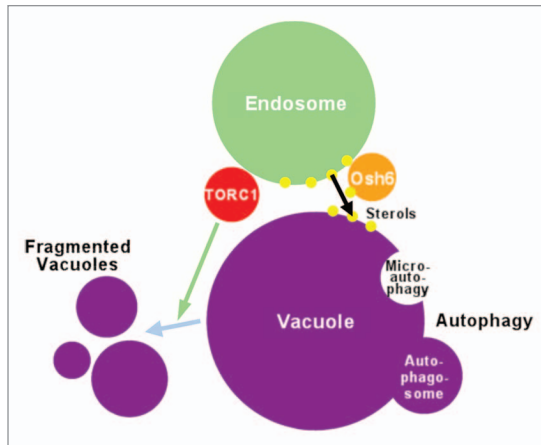 Endosome
TORC1
Osh6
Sterols
Fragmented
Vacuoles
Micro-
auto-
phagy
Vacuole
Autophagy
Auto-
phago-
some